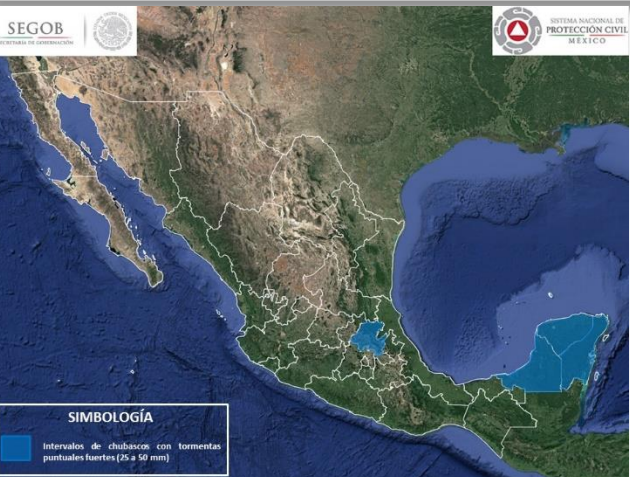 SEGOB
SECRETARÍA DE GOBERNACIÓN
SISTEMA NACIONAL DE
PROTECCIÓN CIVIL
MÉXICO
SIMBOLOGÍA
Intervalos de chubascos con tormentas
puntuales fuertes (25 a 50 mm)